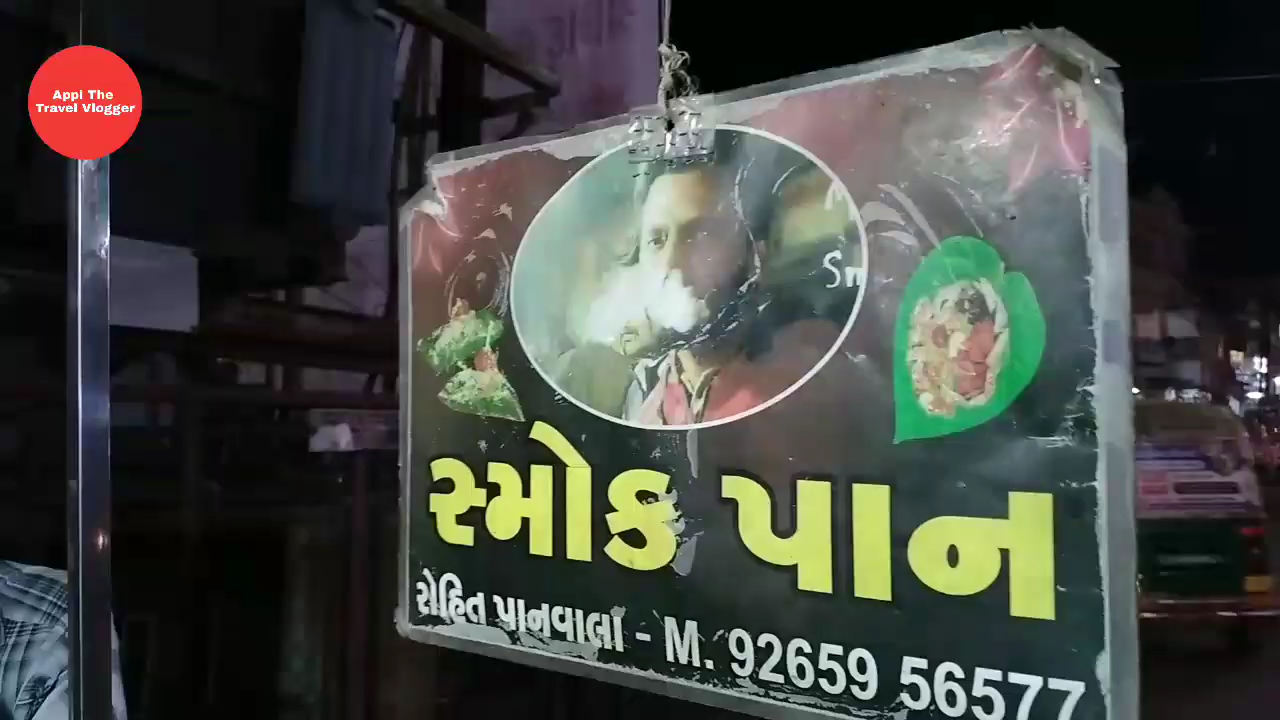 Appi The
Travel Vlogger
સ્મોક પાન
રોહિત પાનવાલા - M. 92659 56577